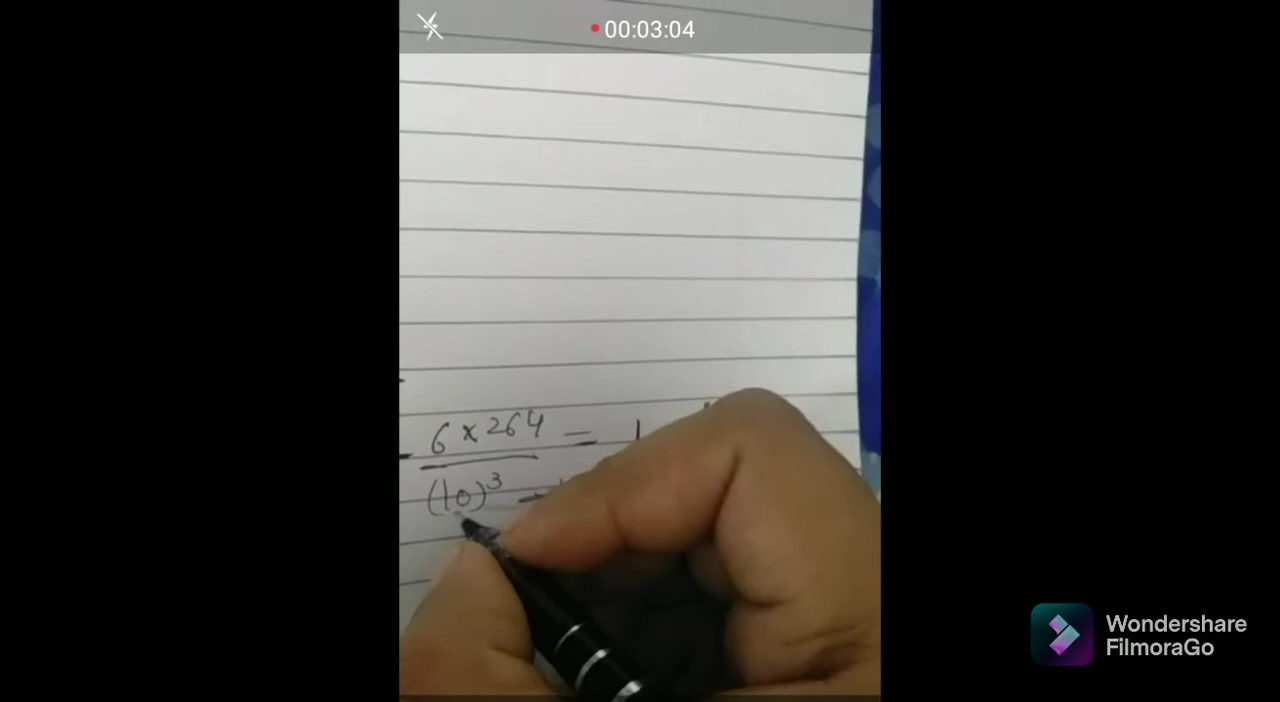 00:03:04
6 x 264 =
(10)³ -
Wondershare
FilmoraGo